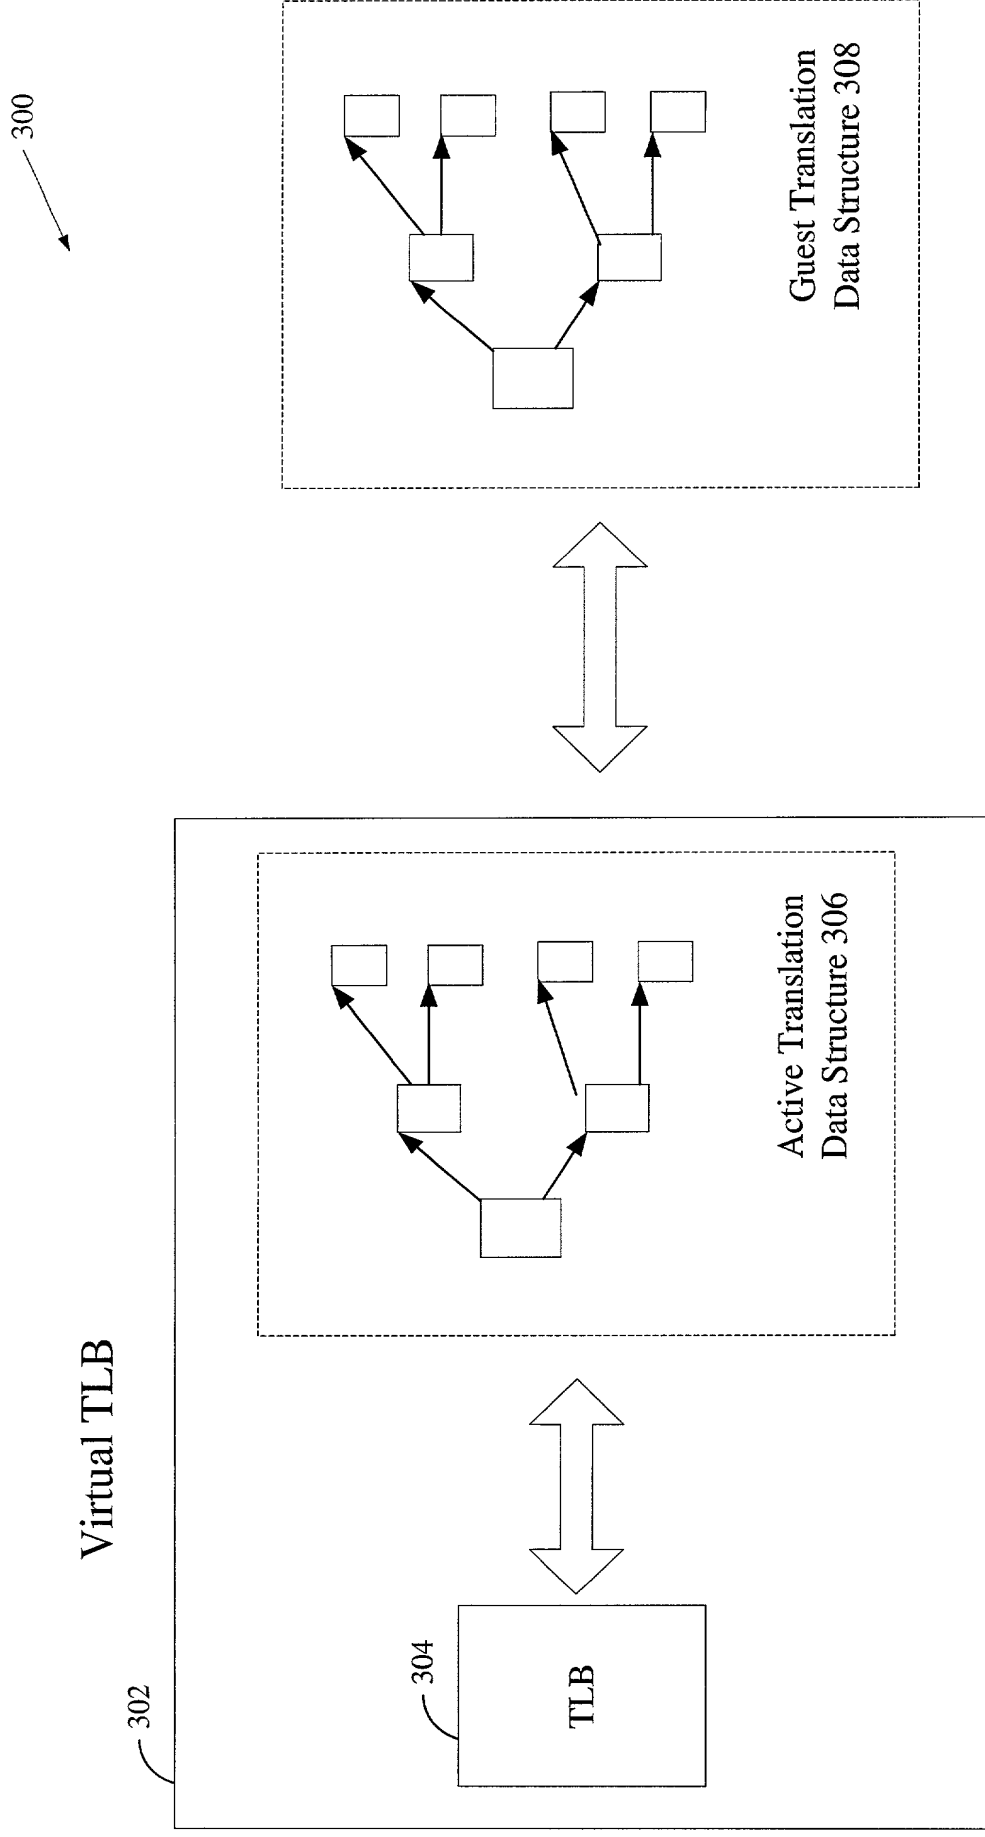 300
Virtual TLB
302
304
TLB
Active Translation
Data Structure 306
Guest Translation
Data Structure 308